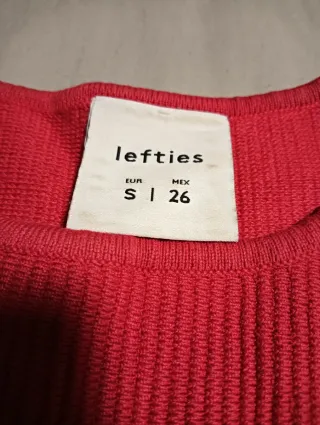 lefties
EUR MEX
S | 26